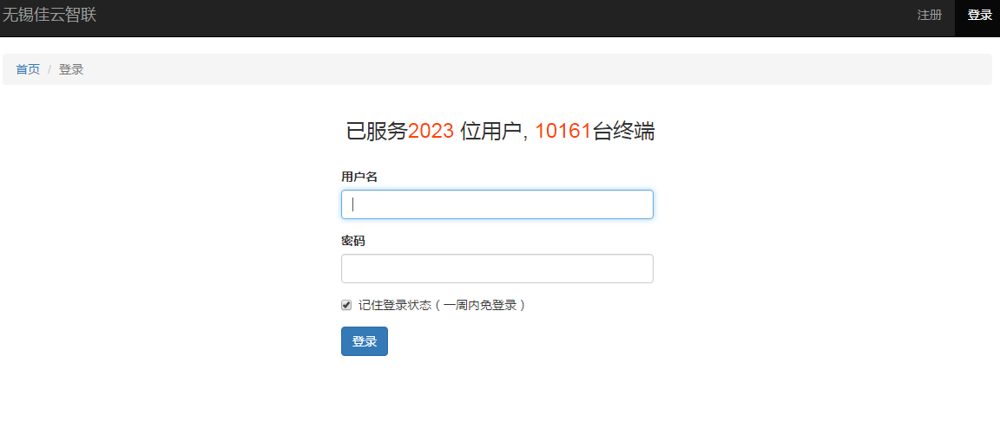 无锡佳云智联 注册 登录
首页 / 登录
已服务2023 位用户, 10161台终端
用户名
密码
记住登录状态（一周内免登录）
登录